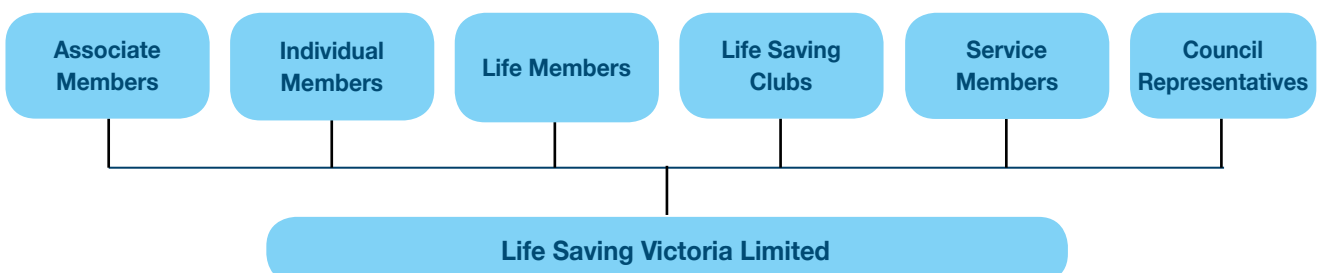 Associate
Members
Individual
Members
Life Members
Life Saving
Clubs
Service
Members
Council
Representatives
Life Saving Victoria Limited